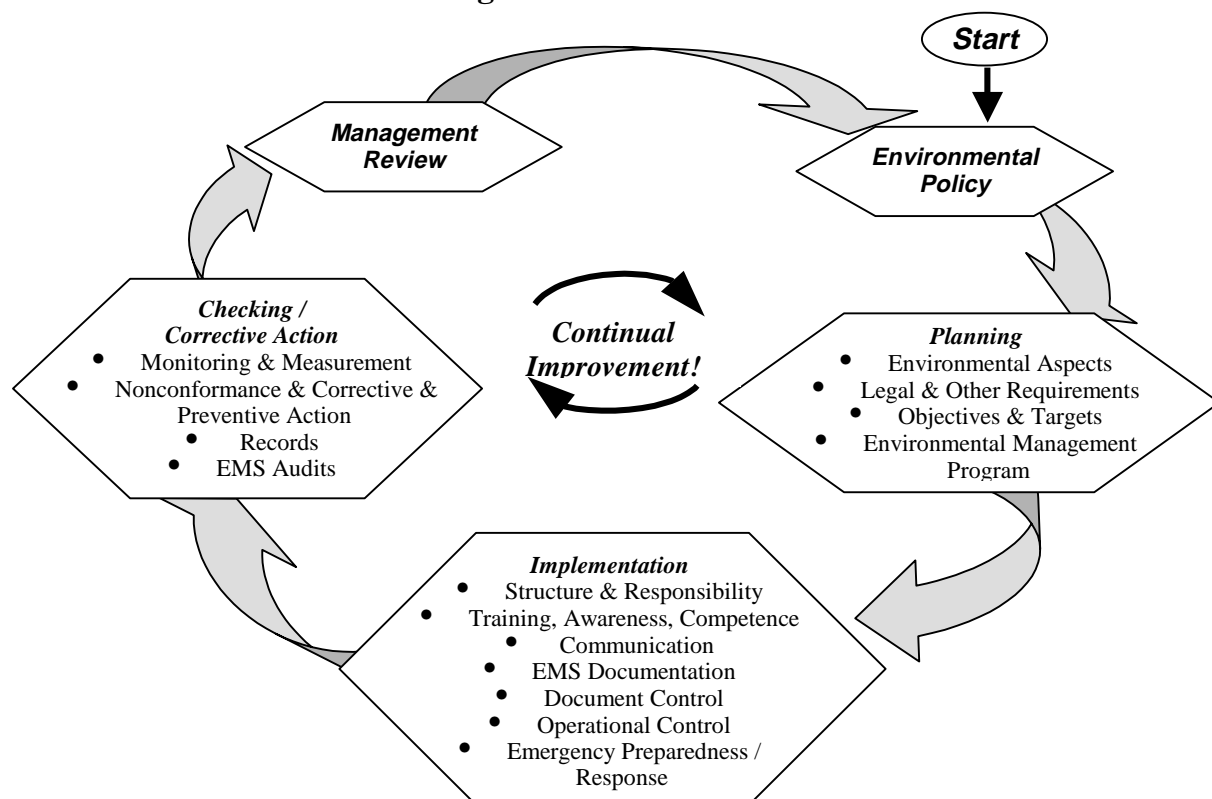 Start
Management
Review
Environmental
Policy
Checking /
Corrective Action
• Monitoring & Measurement
• Nonconformance & Corrective &
Preventive Action
• Records
• EMS Audits
Continual
Improvement!
Planning
• Environmental Aspects
• Legal & Other Requirements
• Objectives & Targets
• Environmental Management
Program
Implementation
• Structure & Responsibility
• Training, Awareness, Competence
• Communication
• EMS Documentation
• Document Control
• Operational Control
• Emergency Preparedness /
Response